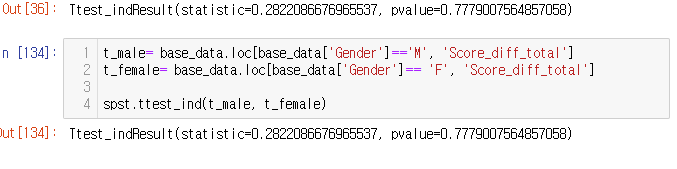 Out[36]: Ttest_indResult(statistic=0.2822086676965537, pvalue=0.7779007564857058)
n [134]:
1 t_male= base_data.loc[base_data['Gender']=='M', 'Score_diff_total']
2 t_female= base_data.loc[base_data['Gender']== 'F', 'Score_diff_total']
3
4 spst.ttest_ind(t_male, t_female)
Out[134]: Ttest_indResult(statistic=0.2822086676965537, pvalue=0.7779007564857058)